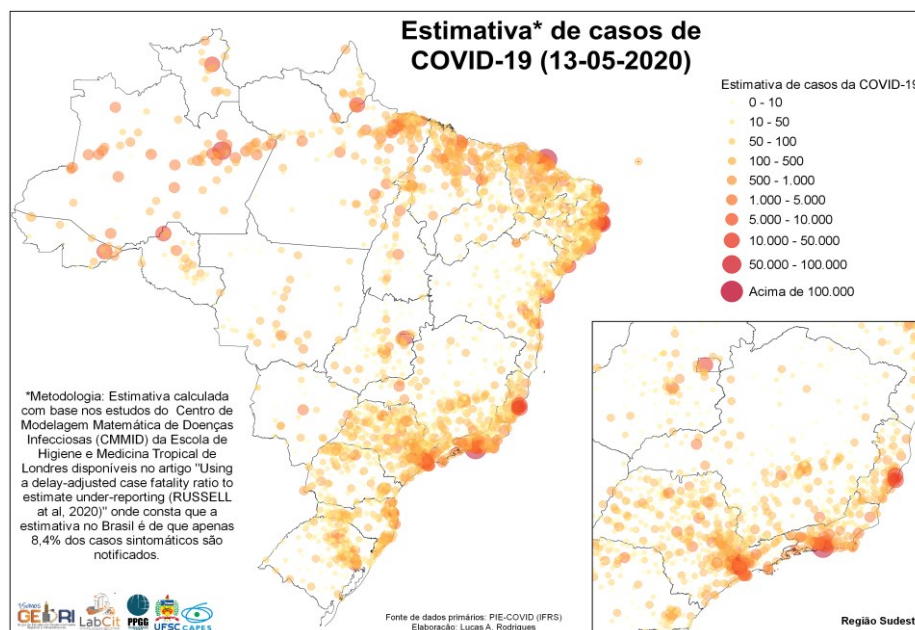 Estimativa* de casos de
COVID-19 (13-05-2020)
Estimativa de casos da COVID-19
0 - 10
10 - 50
50 - 100
100 - 500
500 - 1.000
1.000 - 5.000
5.000 - 10.000
10.000 - 50.000
50.000 - 100.000
Acima de 100.000
*Metodologia: Estimativa calculada
com base nos estudos do Centro de
Modelagem Matemática de Doenças
Infecciosas (CMMID) da Escola de
Higiene e Medicina Tropical de
Londres disponíveis no artigo "Using
a delay-adjusted case fatality ratio to
estimate under-reporting (RUSSELL
at al, 2020)" onde consta que a
estimativa no Brasil é de que apenas
8,4% dos casos sintomáticos são
notificados.
LabCit
PPGG
UFSC
CAPES
Fonte de dados primários: PIE-COVID (IFRS)
Elaboração: Lucas A. Rodrigues
Região Sudest